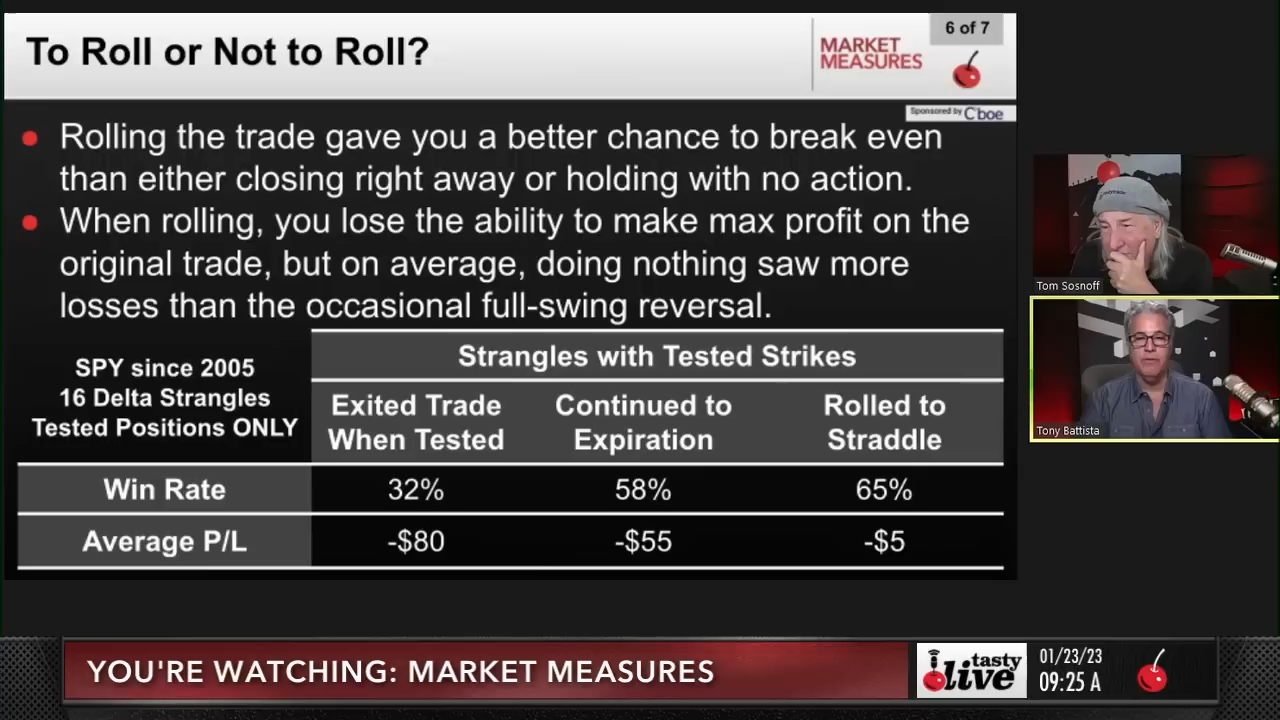 To Roll or Not to Roll?
MARKET
MEASURES
6 of 7
Sponsored by Cboe
Rolling the trade gave you a better chance to break even
than either closing right away or holding with no action.
When rolling, you lose the ability to make max profit on the
original trade, but on average, doing nothing saw more
losses than the occasional full-swing reversal.
SPY since 2005
16 Delta Strangles
Tested Positions ONLY
Strangles with Tested Strikes
Exited Trade
When Tested
Continued to
Expiration
Rolled to
Straddle
Win Rate 32% 58% 65%
Average P/L -$80 -$55 -$5
Tom Sosnoff
Tony Battista
YOU'RE WATCHING: MARKET MEASURES
tasty
live
01/23/23
09:25 A